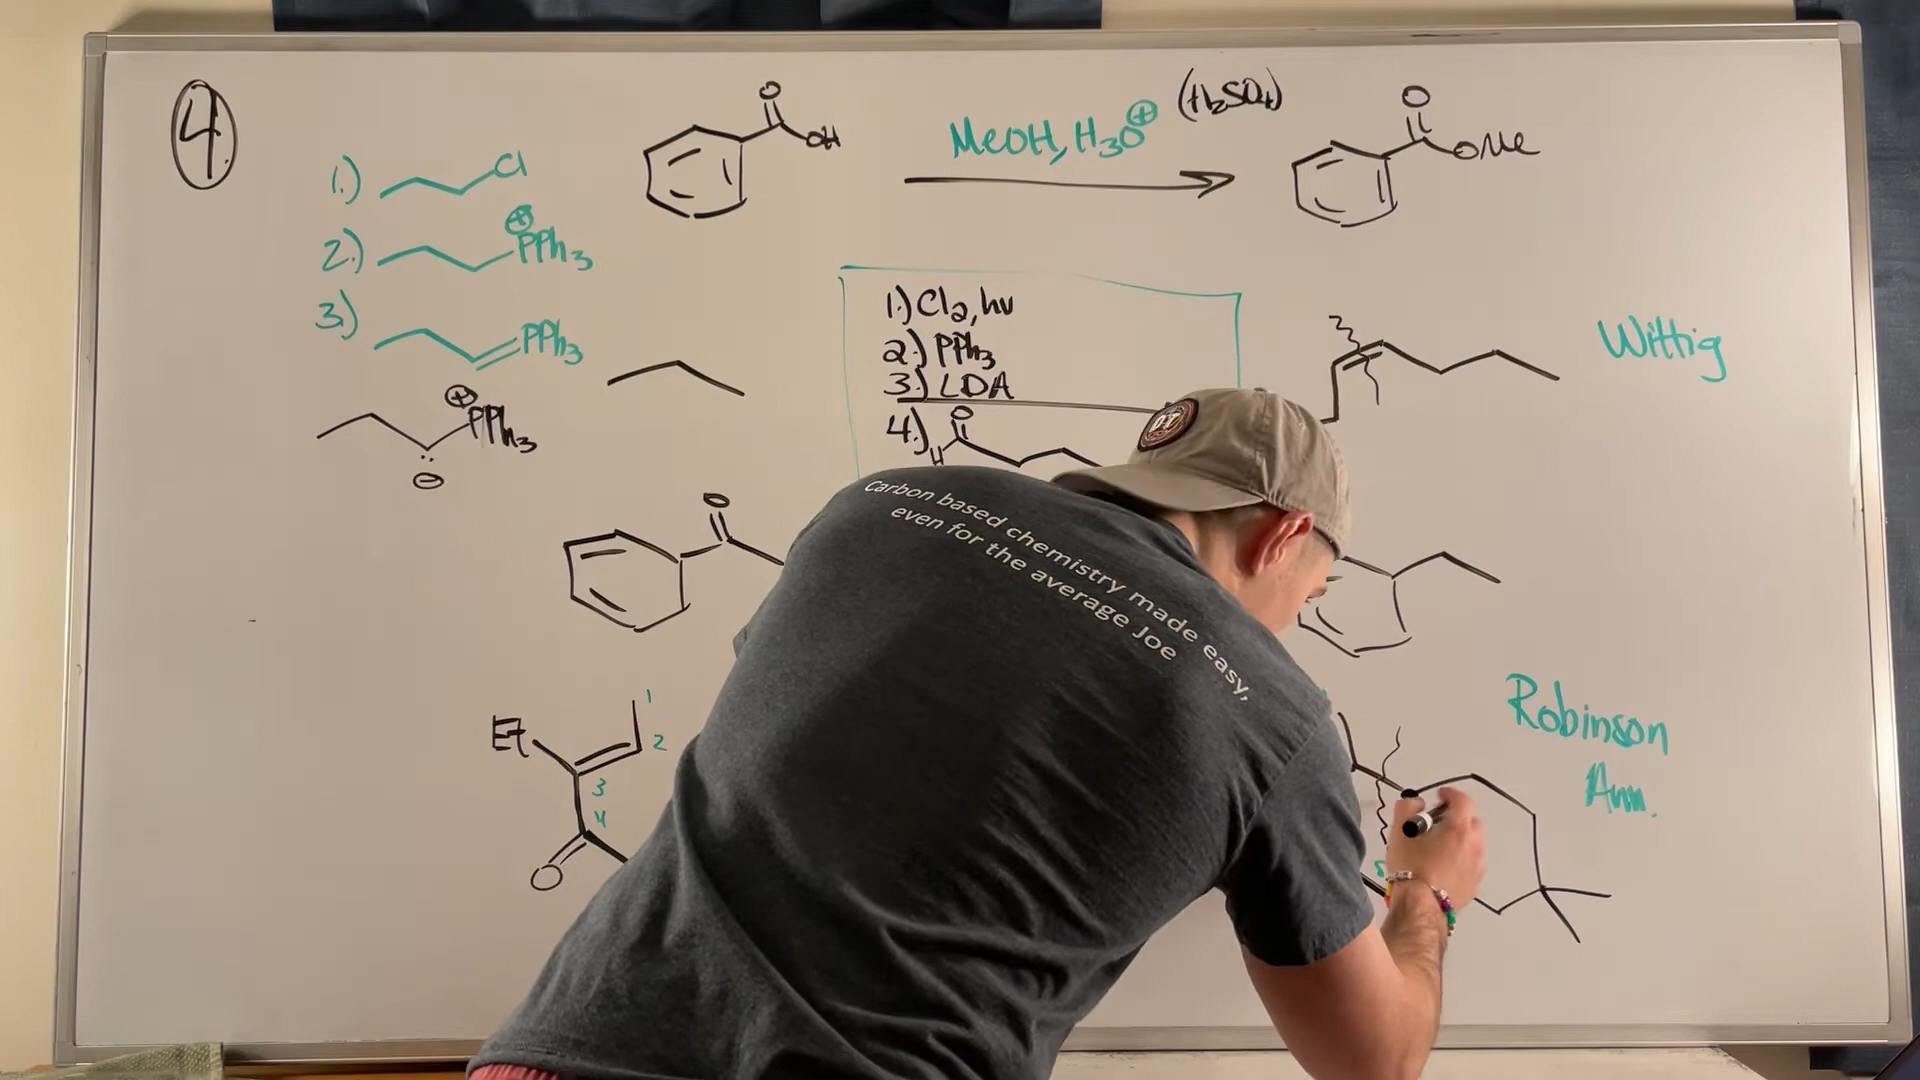 4.
1.) Cl
2.) ⊕PPh3
3.) PPh3
⊕PPh3
⊖
O
OH
MeOH, H3O⊕ (H2SO4)
O
OMe
1.) Cl2, hν
2.) PPh3
3.) LDA
4.) O
H
Wittig
Carbon based chemistry made easy,
even for the average Joe
O
Et
1
2
3
4
O
Robinson
Ann.